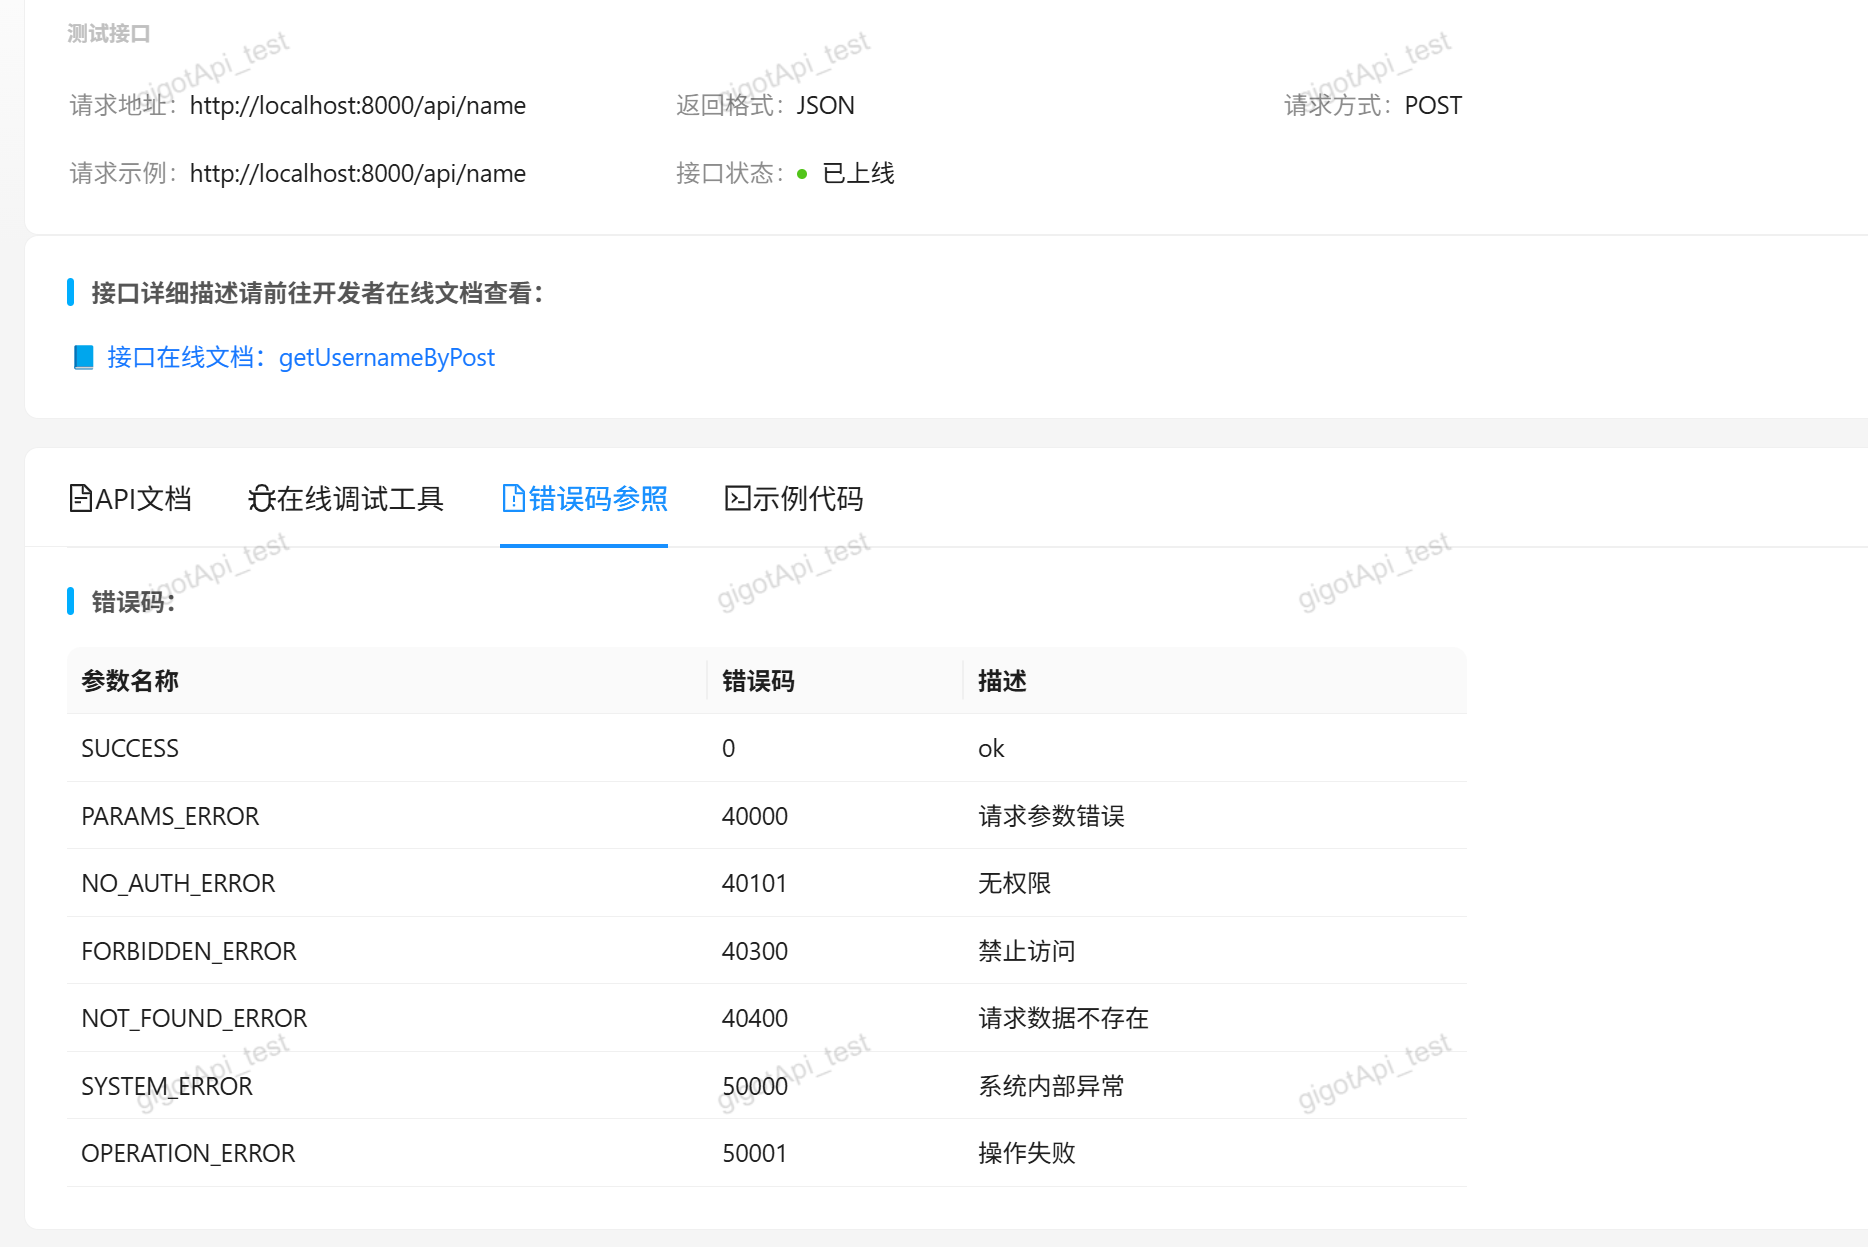 测试接口
请求地址：http://localhost:8000/api/name 返回格式：JSON 请求方式：POST
请求示例：http://localhost:8000/api/name 接口状态：已上线
接口详细描述请前往开发者在线文档查看：
接口在线文档：getUsernameByPost
API文档 在线调试工具 错误码参照 示例代码
错误码：
参数名称 错误码 描述
SUCCESS 0 ok
PARAMS_ERROR 40000 请求参数错误
NO_AUTH_ERROR 40101 无权限
FORBIDDEN_ERROR 40300 禁止访问
NOT_FOUND_ERROR 40400 请求数据不存在
SYSTEM_ERROR 50000 系统内部异常
OPERATION_ERROR 50001 操作失败
gigotApi_test gigotApi_test gigotApi_test
gigotApi_test gigotApi_test gigotApi_test
gigotApi_test gigotApi_test gigotApi_test